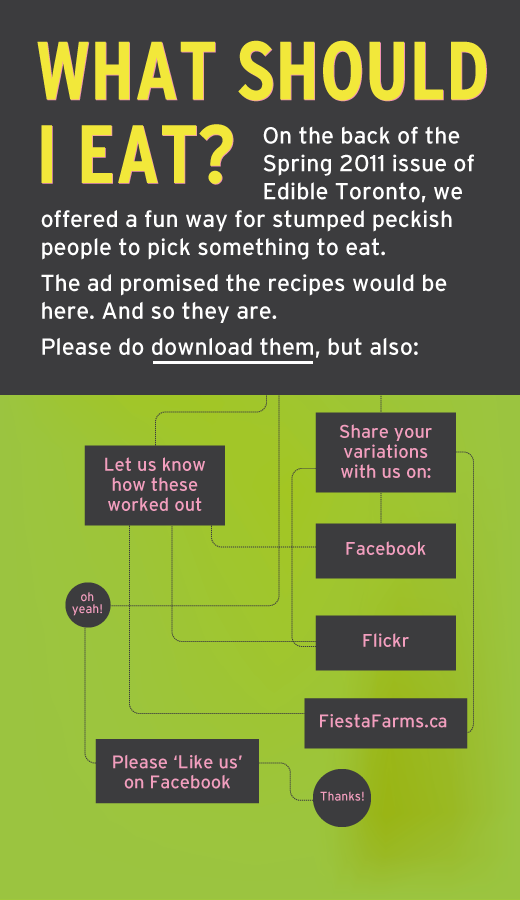 WHAT SHOULD
I EAT?
On the back of the
Spring 2011 issue of
Edible Toronto, we
offered a fun way for stumped peckish
people to pick something to eat.
The ad promised the recipes would be
here. And so they are.
Please do download them, but also:
Let us know
how these
worked out
Share your
variations
with us on:
Facebook
oh
yeah!
Flickr
FiestaFarms.ca
Please ‘Like us’
on Facebook
Thanks!